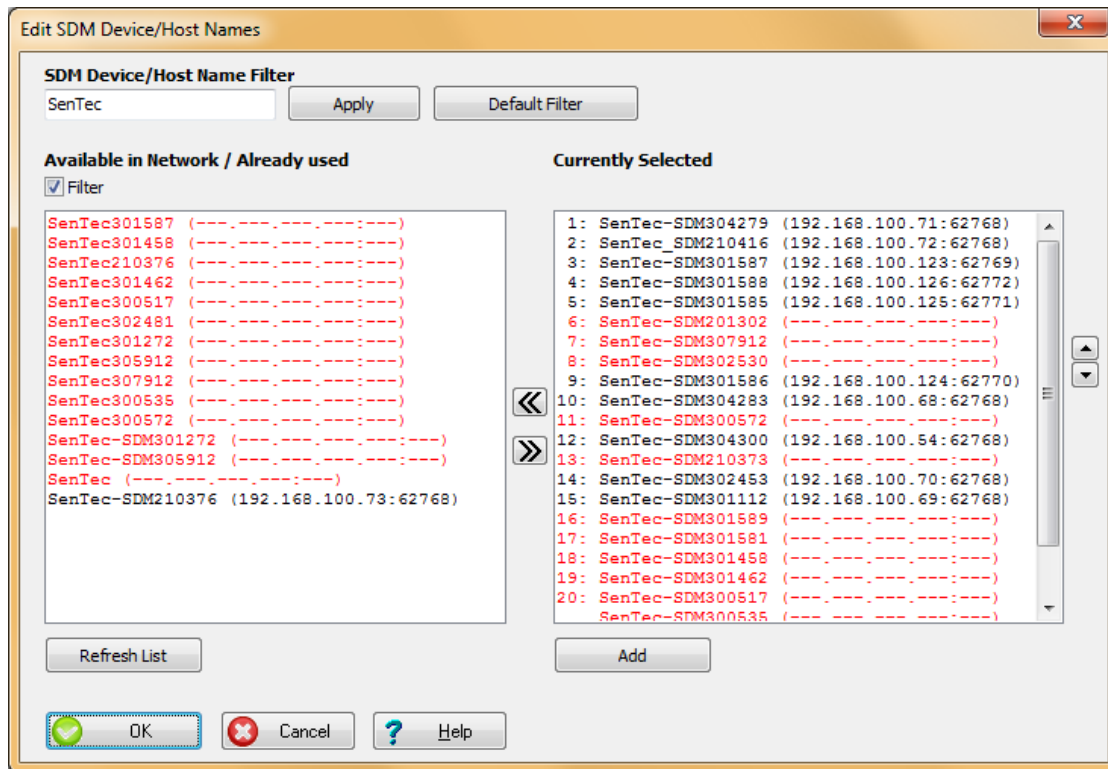 Edit SDM Device/Host Names
SDM Device/Host Name Filter
SenTec
Apply
Default Filter
Available in Network / Already used
Filter
SenTec301587 (---.---.---.---:---)
SenTec301458 (---.---.---.---:---)
SenTec210376 (---.---.---.---:---)
SenTec301462 (---.---.---.---:---)
SenTec300517 (---.---.---.---:---)
SenTec302481 (---.---.---.---:---)
SenTec301272 (---.---.---.---:---)
SenTec305912 (---.---.---.---:---)
SenTec307912 (---.---.---.---:---)
SenTec300535 (---.---.---.---:---)
SenTec300572 (---.---.---.---:---)
SenTec-SDM301272 (---.---.---.---:---)
SenTec-SDM305912 (---.---.---.---:---)
SenTec (---.---.---.---:---)
SenTec-SDM210376 (192.168.100.73:62768)
Refresh List
Currently Selected
1: SenTec-SDM304279 (192.168.100.71:62768)
2: SenTec_SDM210416 (192.168.100.72:62768)
3: SenTec-SDM301587 (192.168.100.123:62769)
4: SenTec-SDM301588 (192.168.100.126:62772)
5: SenTec-SDM301585 (192.168.100.125:62771)
6: SenTec-SDM201302 (---.---.---.---:---)
7: SenTec-SDM307912 (---.---.---.---:---)
8: SenTec-SDM302530 (---.---.---.---:---)
9: SenTec-SDM301586 (192.168.100.124:62770)
10: SenTec-SDM304283 (192.168.100.68:62768)
11: SenTec-SDM300572 (---.---.---.---:---)
12: SenTec-SDM304300 (192.168.100.54:62768)
13: SenTec-SDM210373 (---.---.---.---:---)
14: SenTec-SDM302453 (192.168.100.70:62768)
15: SenTec-SDM301112 (192.168.100.69:62768)
16: SenTec-SDM301589 (---.---.---.---:---)
17: SenTec-SDM301581 (---.---.---.---:---)
18: SenTec-SDM301458 (---.---.---.---:---)
19: SenTec-SDM301462 (---.---.---.---:---)
20: SenTec-SDM300517 (---.---.---.---:---)
SenTec-SDM300535 (---.---.---.---:---)
Add
OK
Cancel
Help